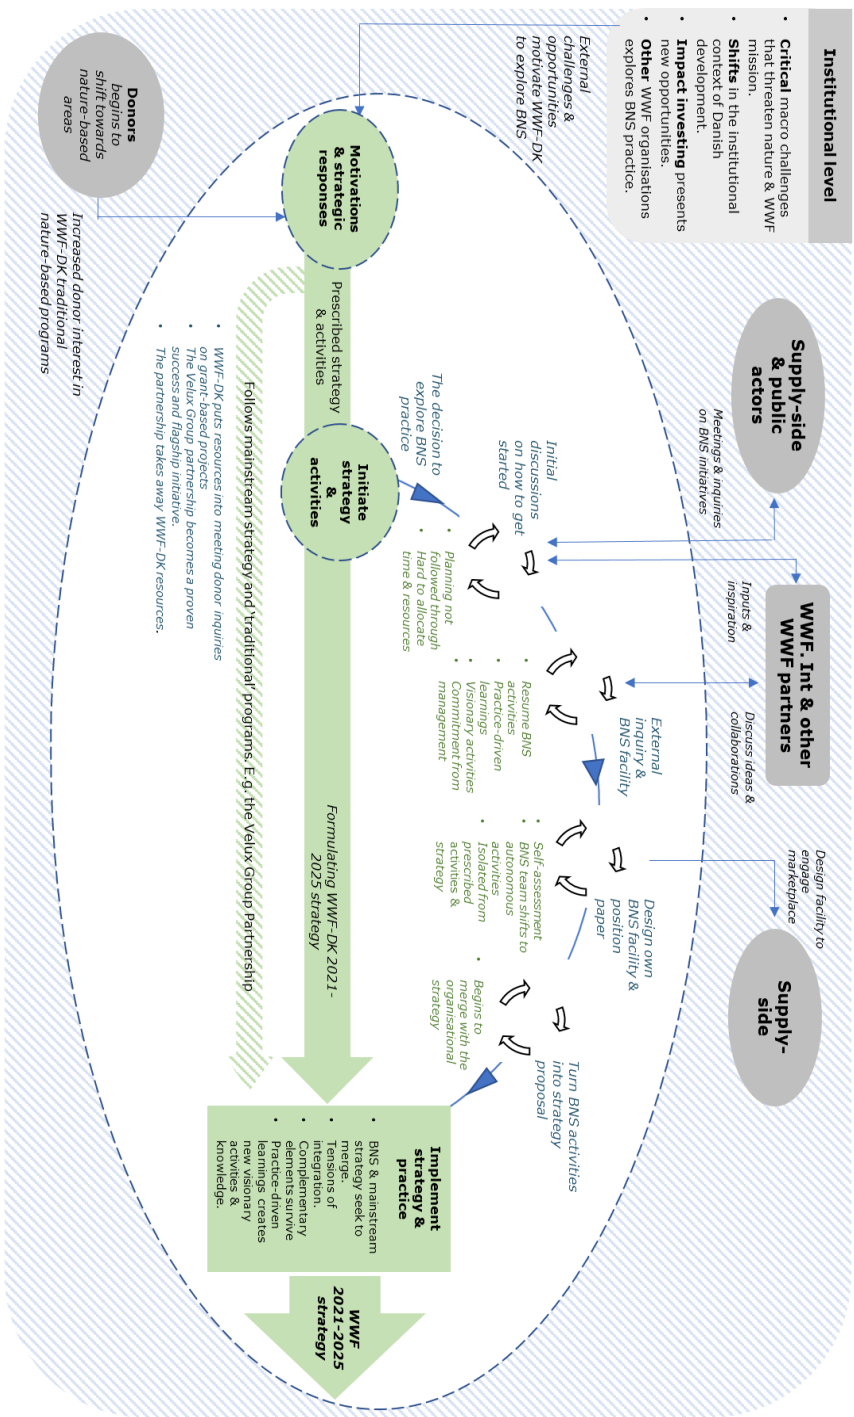 Institutional level
• Critical macro challenges
that threaten nature & WWF
mission.
• Shifts in the institutional
context of Danish
development.
• Impact investing presents
new opportunities.
• Other WWF organisations
explores BNS practice.
External
challenges &
opportunities
motivate WWF-DK
to explore BNS
Supply-side
& public
actors
Meetings & inquiries
on BNS initiatives
WWF. Int & other
WWF partners
Inputs &
inspiration
Discuss ideas &
collaborations
Design facility to
engage
marketplace
Supply-
side
Initial
discussions
on how to get
started
The decision to
explore BNS
practice
External
inquiry &
BNS facility
Design own
BNS facility &
position
paper
Turn BNS activities
into strategy
proposal
• Planning not
followed through
• Hard to allocate
time & resources
• Resume BNS
activities
• Practice-driven
learnings
• Visionary activities
• Commitment from
management
• Self-assessment
• BNS team shifts to
autonomous
activities
• Isolated from
prescribed
activities &
strategy
• Begins to
merge with the
organisational
strategy
Motivations
& strategic
responses
Prescribed strategy
& activities
Initiate
strategy
&
activities
Formulating WWF-DK 2021-
2025 strategy
Implement
strategy &
practice
• BNS & mainstream
strategy seek to
merge.
• Tensions of
integration.
• Complementary
elements survive
• Practice-driven
learnings creates
new visionary
activities &
knowledge.
WWF
2021-2025
strategy
Follows mainstream strategy and ‘traditional’ programs. E.g. the Velux Group Partnership
• WWF-DK puts resources into meeting donor inquiries
on grant-based projects
• The Velux Group partnership becomes a proven
success and flagship initiative.
• The partnership takes away WWF-DK resources.
Donors
begins to
shift towards
nature-based
areas
Increased donor interest in
WWF-DK traditional
nature-based programs